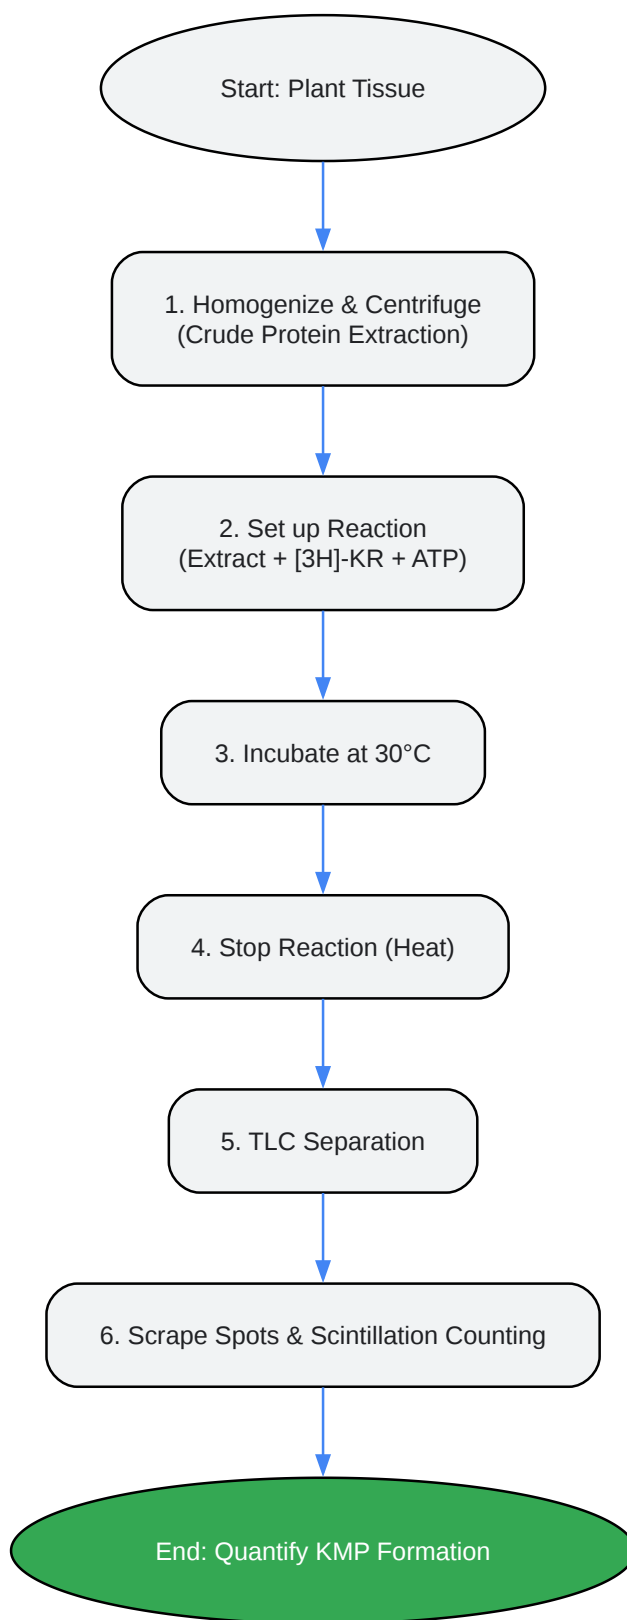 Start: Plant Tissue
1. Homogenize & Centrifuge
(Crude Protein Extraction)
2. Set up Reaction
(Extract + [3H]-KR + ATP)
3. Incubate at 30°C
4. Stop Reaction (Heat)
5. TLC Separation
6. Scrape Spots & Scintillation Counting
End: Quantify KMP Formation